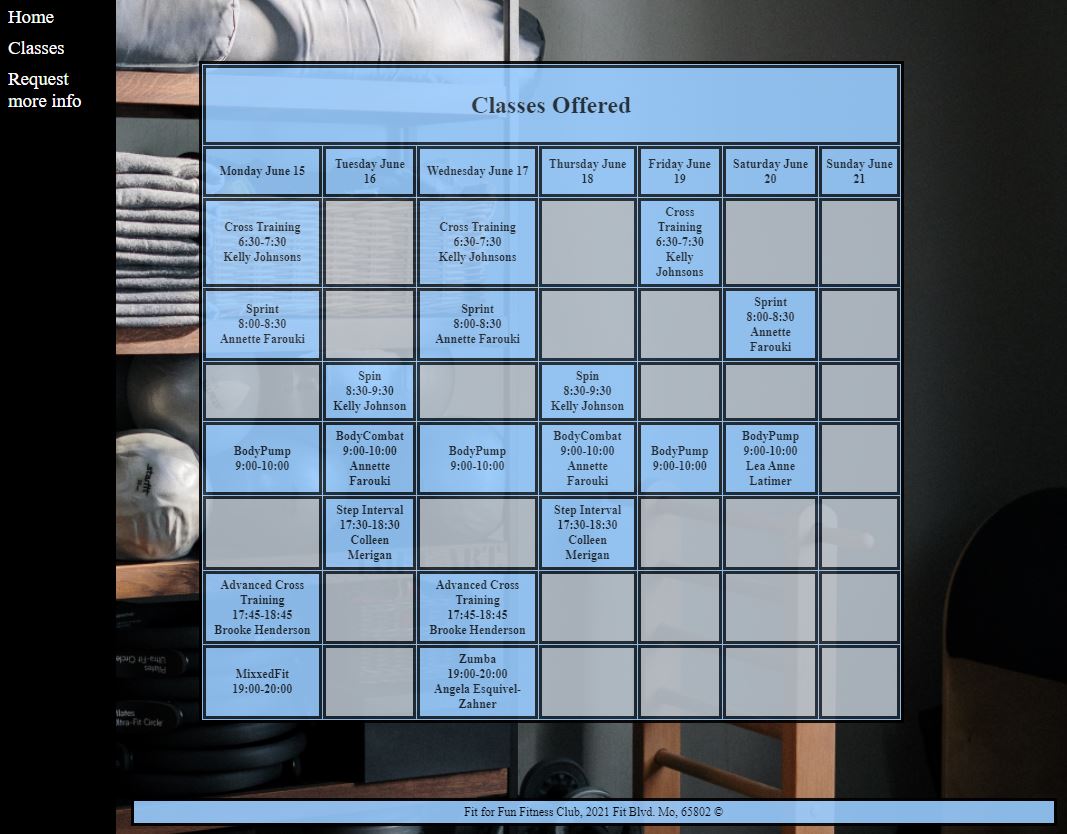 Home
Classes
Request
more info
Classes Offered
Monday June 15
Tuesday June
16
Wednesday June 17
Thursday June
18
Friday June
19
Saturday June
20
Sunday June
21
Cross Training
6:30-7:30
Kelly Johnsons
Cross Training
6:30-7:30
Kelly Johnsons
Cross
Training
6:30-7:30
Kelly
Johnsons
Sprint
8:00-8:30
Annette Farouki
Sprint
8:00-8:30
Annette Farouki
Sprint
8:00-8:30
Annette
Farouki
Spin
8:30-9:30
Kelly Johnson
Spin
8:30-9:30
Kelly Johnson
BodyPump
9:00-10:00
BodyCombat
9:00-10:00
Annette
Farouki
BodyPump
9:00-10:00
BodyCombat
9:00-10:00
Annette
Farouki
BodyPump
9:00-10:00
BodyPump
9:00-10:00
Lea Anne
Latimer
Step Interval
17:30-18:30
Colleen
Merigan
Step Interval
17:30-18:30
Colleen
Merigan
Advanced Cross
Training
17:45-18:45
Brooke Henderson
Advanced Cross
Training
17:45-18:45
Brooke Henderson
MixxedFit
19:00-20:00
Zumba
19:00-20:00
Angela Esquivel-
Zahner
Ultra-Fit Circle
Pilates
Ultra-Fit Circle
Fit for Fun Fitness Club, 2021 Fit Blvd. Mo, 65802 ©